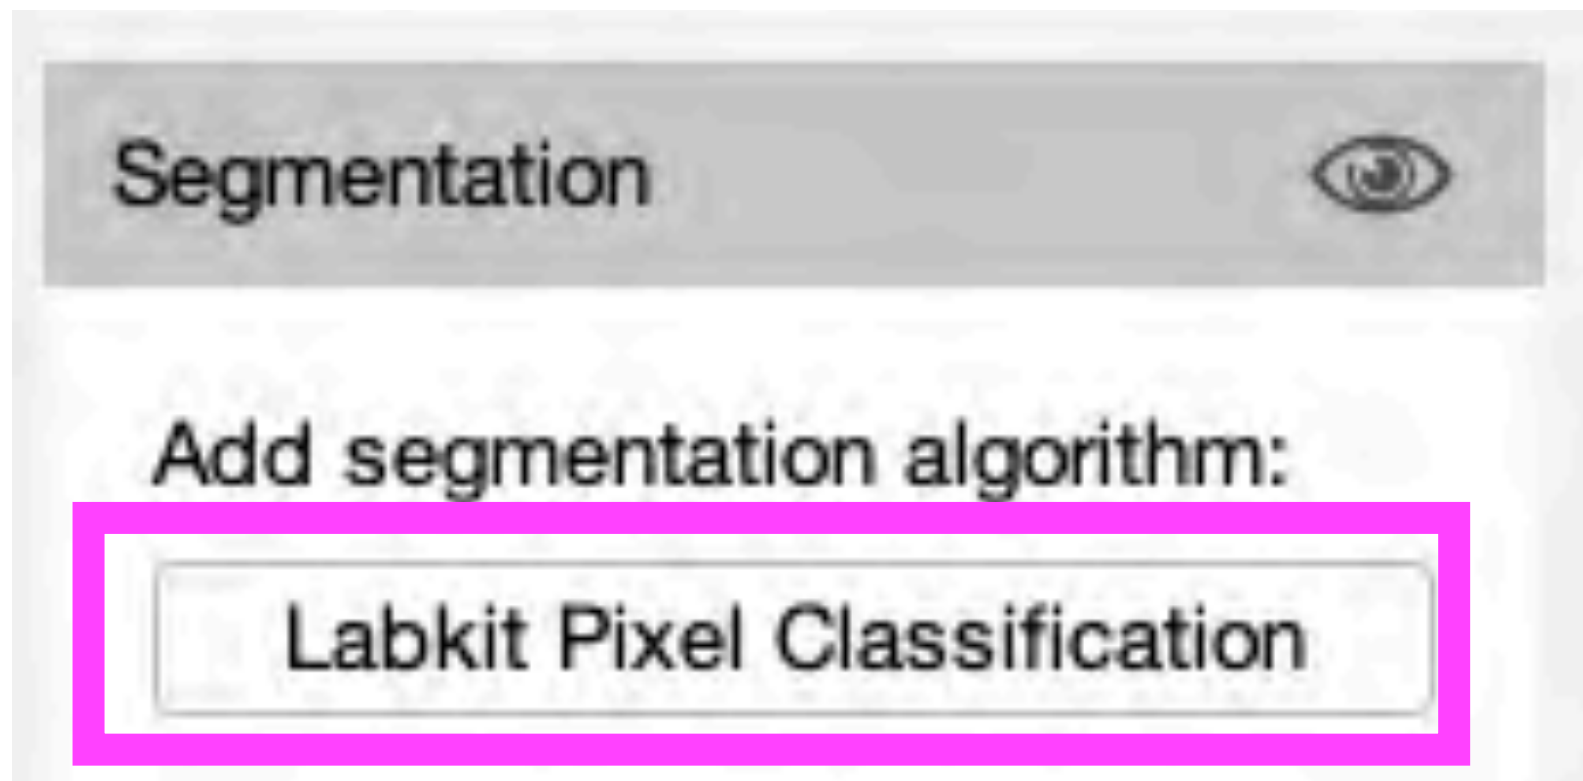 Segmentation
Add segmentation algorithm:
Labkit Pixel Classification